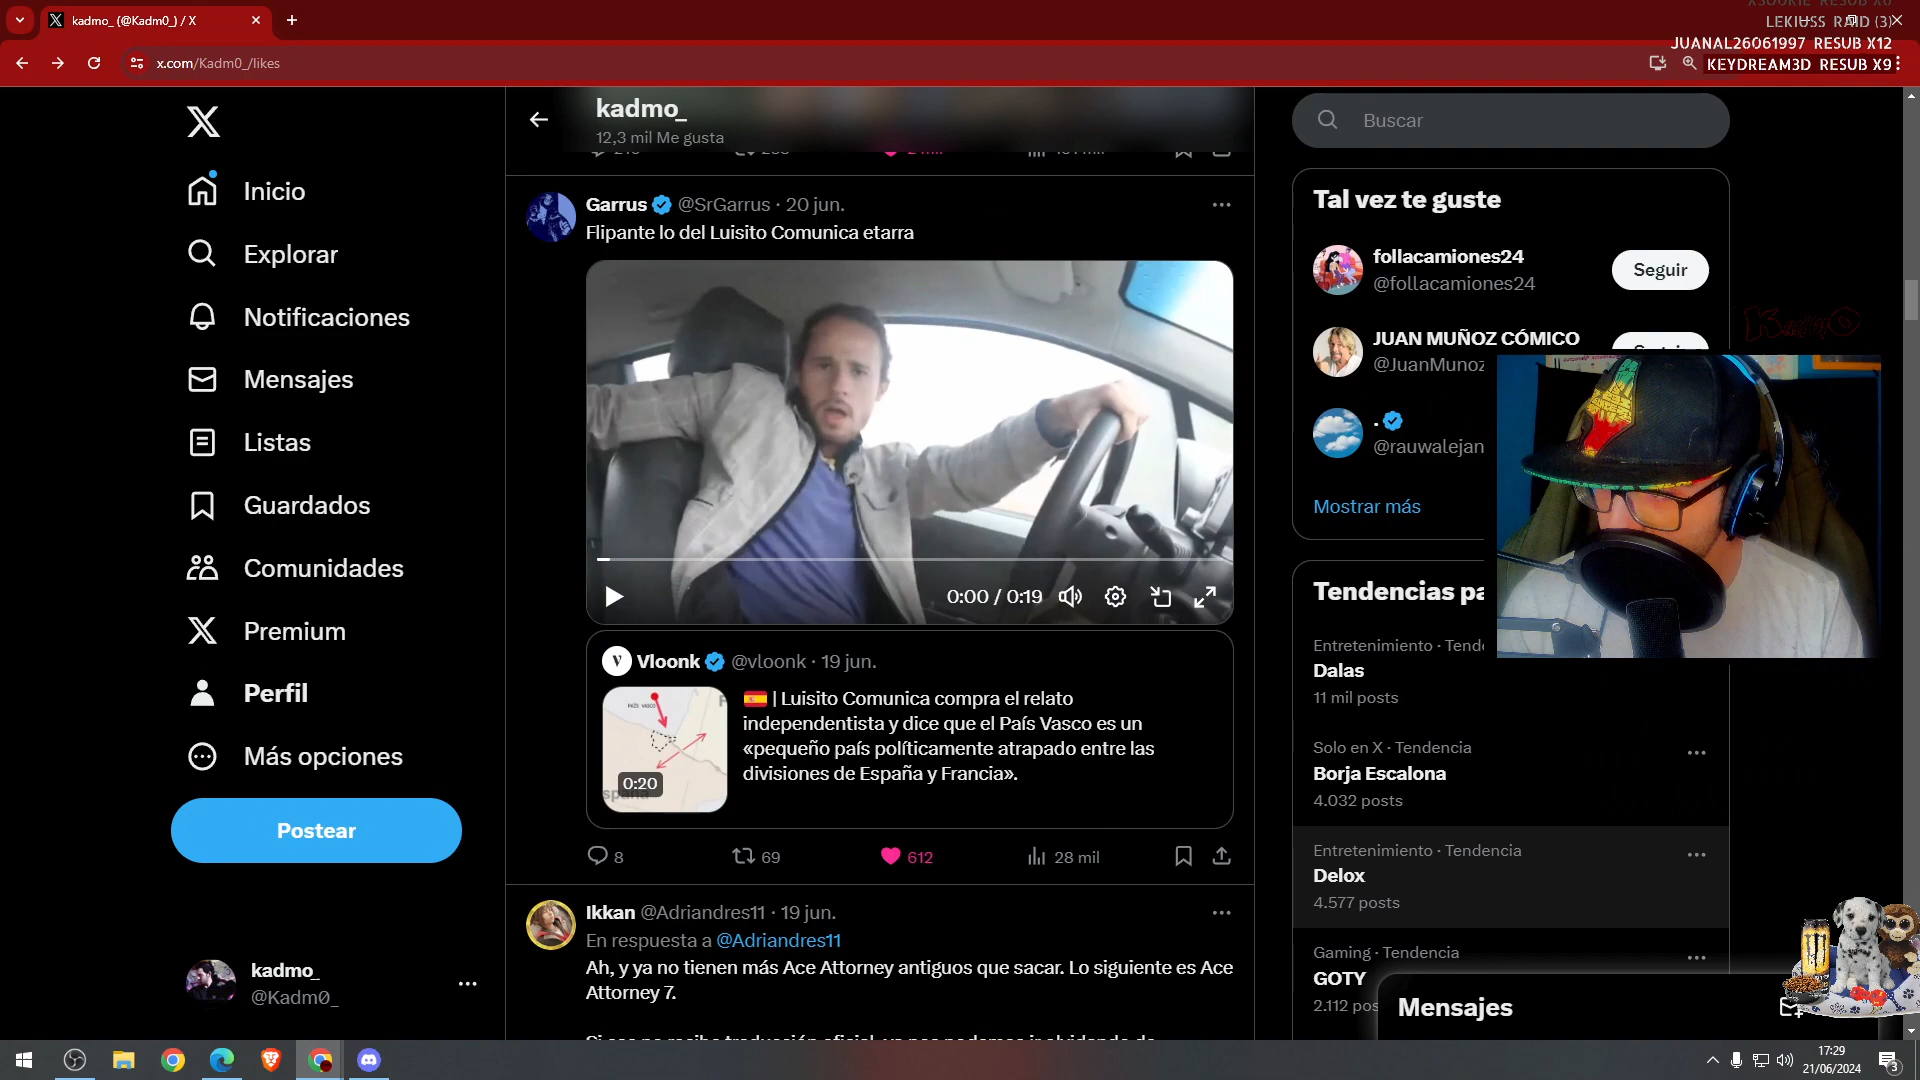 kadmo_ (@Kadm0_) / X
LEKIUSS RAID (3)
JUANAL26061997 RESUB X12
KEYDREAM3D RESUB X9
x.com/Kadm0_/likes
Inicio
Explorar
Notificaciones
Mensajes
Listas
Guardados
Comunidades
Premium
Perfil
Más opciones
Postear
kadmo_
@Kadm0_
kadmo_
12,3 mil Me gusta
Garrus @SrGarrus · 20 jun.
Flipante lo del Luisito Comunica etarra
0:00 / 0:19
Vloonk @vloonk · 19 jun.
PAÍS VASCO
0:20
| Luisito Comunica compra el relato
independentista y dice que el País Vasco es un
«pequeño país políticamente atrapado entre las
divisiones de España y Francia».
8 69 612 28 mil
Ikkan @Adriandres11 · 19 jun.
En respuesta a @Adriandres11
Ah, y ya no tienen más Ace Attorney antiguos que sacar. Lo siguiente es Ace
Attorney 7.
Buscar
Tal vez te guste
follacamiones24
@follacamiones24
Seguir
JUAN MUÑOZ CÓMICO
@JuanMunoz
.
@rauwalejan
Mostrar más
Kadm0
Tendencias pa
Entretenimiento · Tende
Dalas
11 mil posts
Solo en X · Tendencia
Borja Escalona
4.032 posts
Entretenimiento · Tendencia
Delox
4.577 posts
Gaming · Tendencia
GOTY
2.112 pos
Mensajes
17:29
21/06/2024
3